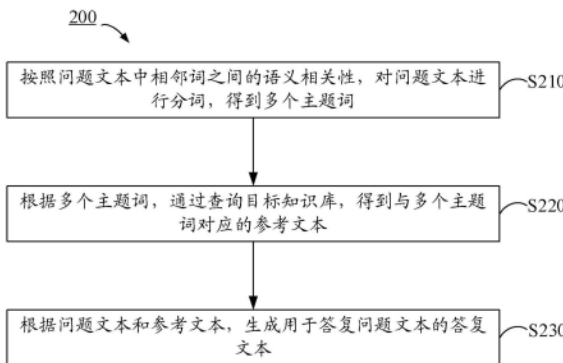 200
按照问题文本中相邻词之间的语义相关性，对问题文本进
行分词，得到多个主题词
S210
根据多个主题词，通过查询目标知识库，得到与多个主题
词对应的参考文本
S220
根据问题文本和参考文本，生成用于答复问题文本的答复
文本
S230